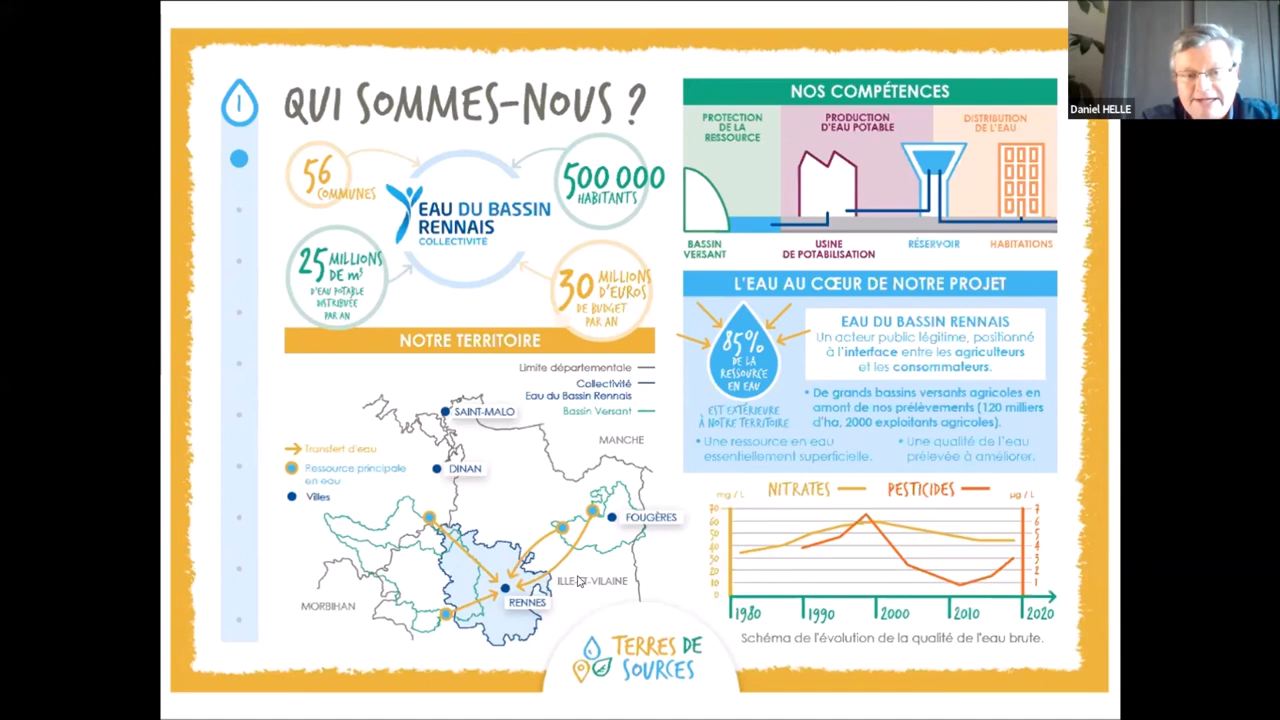 QUI SOMMES-NOUS ?
56
COMMUNES
500 000
HABITANTS
EAU DU BASSIN
RENNAIS
COLLECTIVITÉ
25 MILLIONS
DE m³
D'EAU POTABLE
DISTRIBUÉE
PAR AN
30 MILLIONS
D'EUROS
DE BUDGET
PAR AN
NOTRE TERRITOIRE
Limite départementale
Collectivité
Eau du Bassin Rennais
Bassin Versant
Transfert d'eau
Ressource principale
en eau
Villes
SAINT-MALO
MANCHE
DINAN
FOUGÈRES
ILLE-ET-VILAINE
RENNES
MORBIHAN
NOS COMPÉTENCES
PROTECTION
DE LA
RESSOURCE
PRODUCTION
D'EAU POTABLE
DISTRIBUTION
DE L'EAU
BASSIN
VERSANT
USINE
DE POTABILISATION
RÉSERVOIR
HABITATIONS
L'EAU AU CŒUR DE NOTRE PROJET
85%
DE LA
RESSOURCE
EN EAU
EST EXTÉRIEURE
À NOTRE TERRITOIRE
EAU DU BASSIN RENNAIS
Un acteur public légitime, positionné
à l'interface entre les agriculteurs
et les consommateurs.
• De grands bassins versants agricoles en
amont de nos prélèvements (120 milliers
d'ha, 2000 exploitants agricoles).
• Une ressource en eau
essentiellement superficielle.
• Une qualité de l'eau
prélevée à améliorer.
mg / L
NITRATES
PESTICIDES
µg / L
70
60
50
40
30
20
10
0
7
6
5
4
3
2
1
1980
1990
2000
2010
2020
Schéma de l'évolution de la qualité de l'eau brute.
TERRES DE
SOURCES
Daniel HELLE